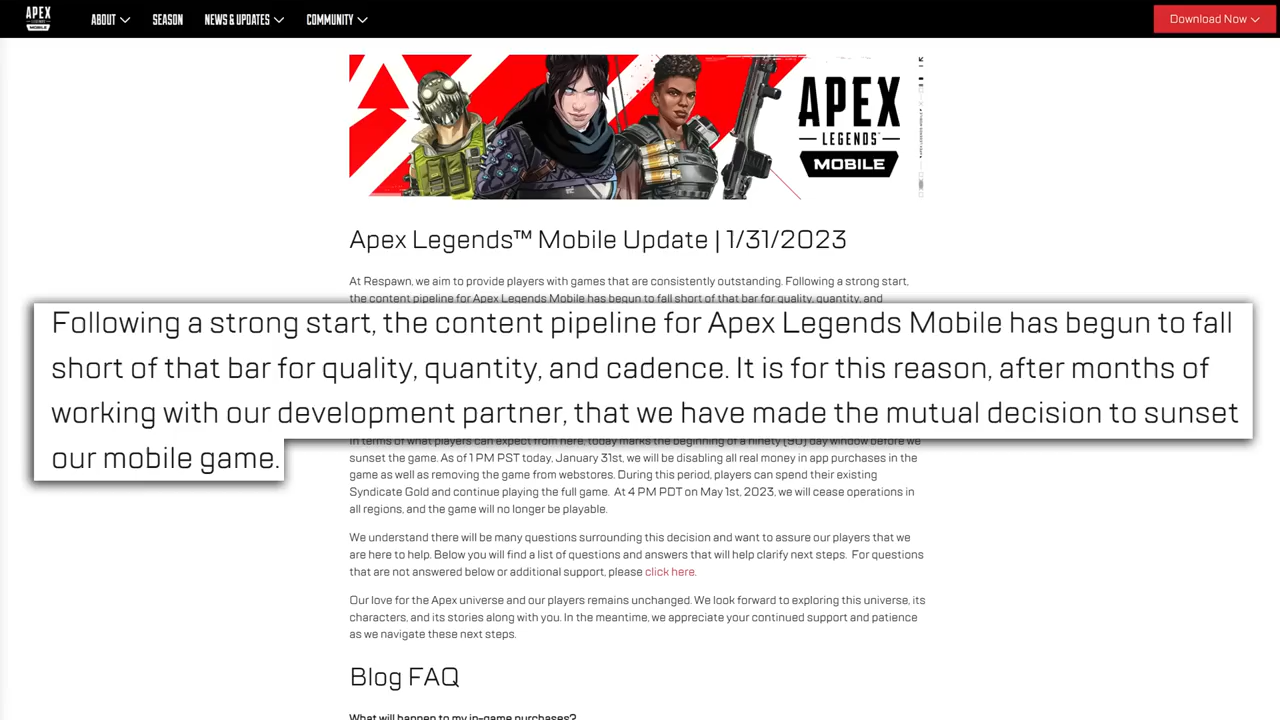 APEX
LEGENDS
MOBILE
ABOUT
SEASON
NEWS & UPDATES
COMMUNITY
Download Now
APEX
LEGENDS™
MOBILE
Apex Legends™ Mobile Update | 1/31/2023
At Respawn, we aim to provide players with games that are consistently outstanding. Following a strong start,
the content pipeline for Apex Legends Mobile has begun to fall short of that bar for quality, quantity, and
Following a strong start, the content pipeline for Apex Legends Mobile has begun to fall
short of that bar for quality, quantity, and cadence. It is for this reason, after months of
working with our development partner, that we have made the mutual decision to sunset
our mobile game.
In terms of what players can expect from here, today marks the beginning of a ninety (90) day window before we
sunset the game. As of 1 PM PST today, January 31st, we will be disabling all real money in app purchases in the
game as well as removing the game from webstores. During this period, players can spend their existing
Syndicate Gold and continue playing the full game. At 4 PM PDT on May 1st, 2023, we will cease operations in
all regions, and the game will no longer be playable.
We understand there will be many questions surrounding this decision and want to assure our players that we
are here to help. Below you will find a list of questions and answers that will help clarify next steps. For questions
that are not answered below or additional support, please click here.
Our love for the Apex universe and our players remains unchanged. We look forward to exploring this universe, its
characters, and its stories along with you. In the meantime, we appreciate your continued support and patience
as we navigate these next steps.
Blog FAQ
What will happen to my in-game purchases?